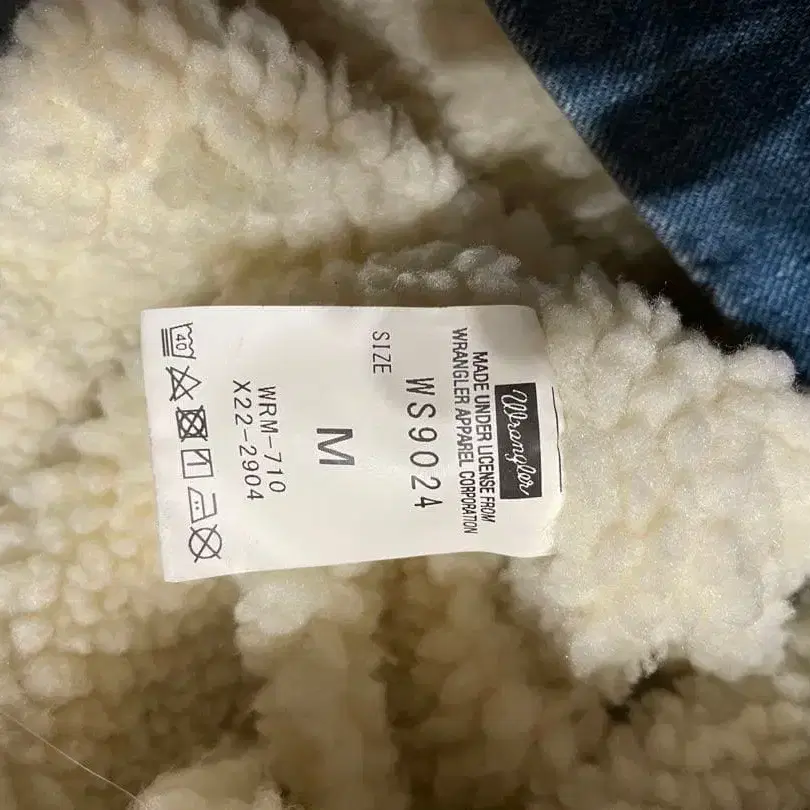 Wrangler
MADE UNDER LICENSE FROM
WRANGLER APPAREL CORPORATION
WS9024
SIZE
M
WRM-710
X22-2904
40